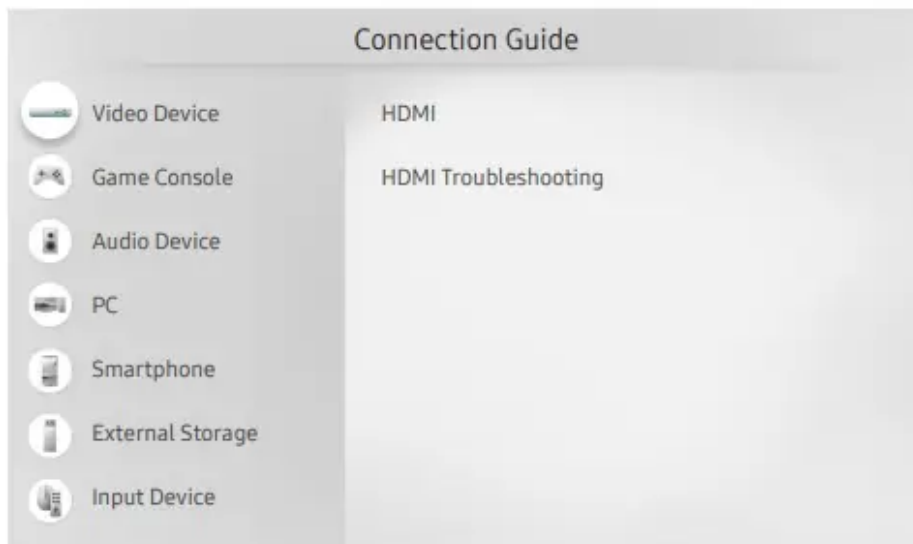 Connection Guide
Video Device
HDMI
Game Console
HDMI Troubleshooting
Audio Device
PC
Smartphone
External Storage
Input Device